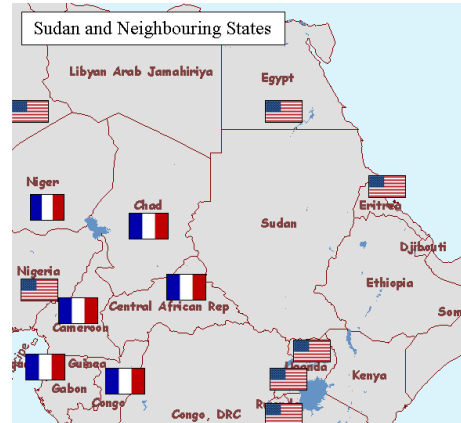 Sudan and Neighbouring States
Libyan Arab Jamahiriya
Egypt
Niger
Chad
Eritrea
Sudan
Djibouti
Nigeria
Ethiopia
Central African Rep
Som
Cameroon
Uganda
Guinea
Kenya
Gabon
Congo
Congo, DRC